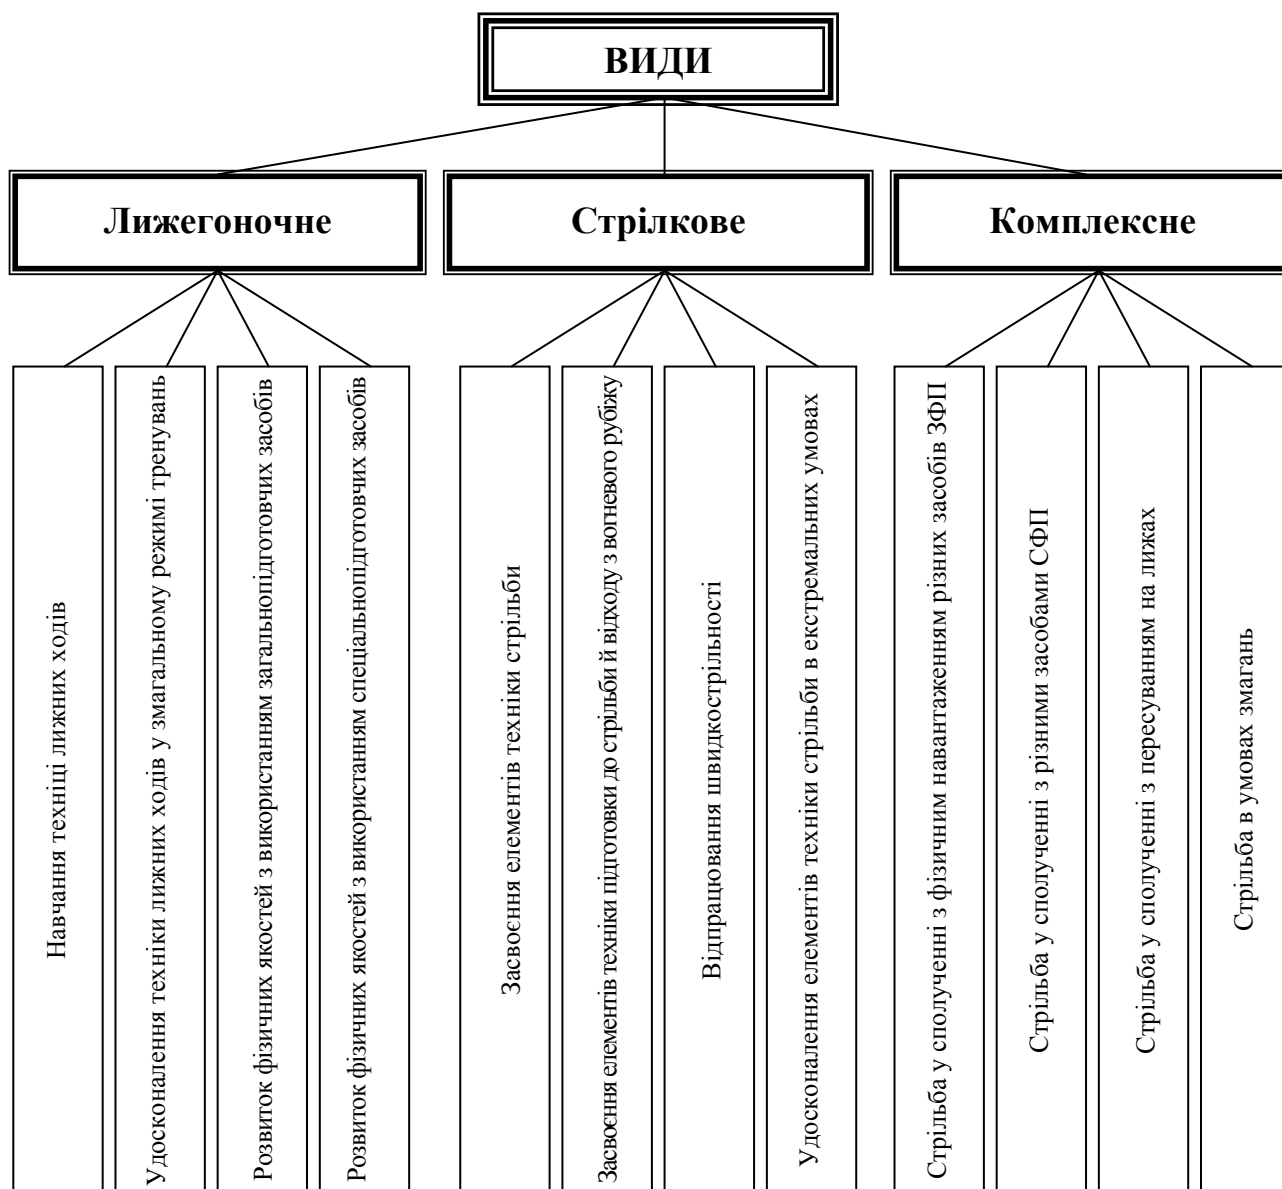 ВИДИ
Лижегоночне
Стрілкове
Комплексне
Навчання техніці лижних ходів
Удосконалення техніки лижних ходів у змагальному режимі тренувань
Розвиток фізичних якостей з використанням загальнопідготовчих засобів
Розвиток фізичних якостей з використанням спеціальнопідготовчих засобів
Засвоєння елементів техніки стрільби
Засвоєння елементів техніки підготовки до стрільби й відходу з вогневого рубіжу
Відпрацювання швидкострільності
Удосконалення елементів техніки стрільби в екстремальних умовах
Стрільба у сполученні з фізичним навантаженням різних засобів ЗФП
Стрільба у сполученні з різними засобами СФП
Стрільба у сполученні з пересуванням на лижах
Стрільба в умовах змагань